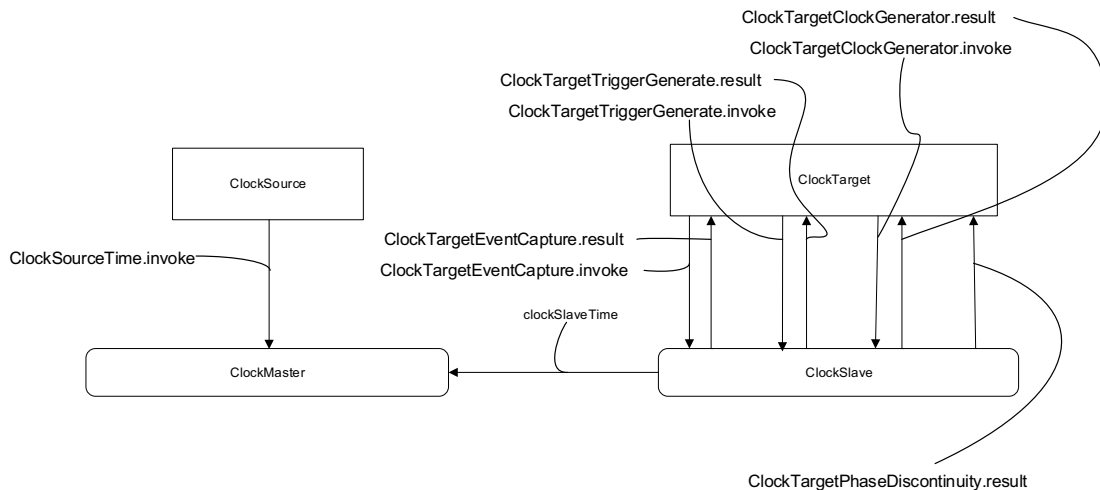 ClockTargetClockGenerator.result
ClockTargetClockGenerator.invoke
ClockTargetTriggerGenerate.result
ClockTargetTriggerGenerate.invoke
ClockSource
ClockTarget
ClockTargetEventCapture.result
ClockSourceTime.invoke
ClockTargetEventCapture.invoke
clockSlaveTime
ClockMaster
ClockSlave
ClockTargetPhaseDiscontinuity.result